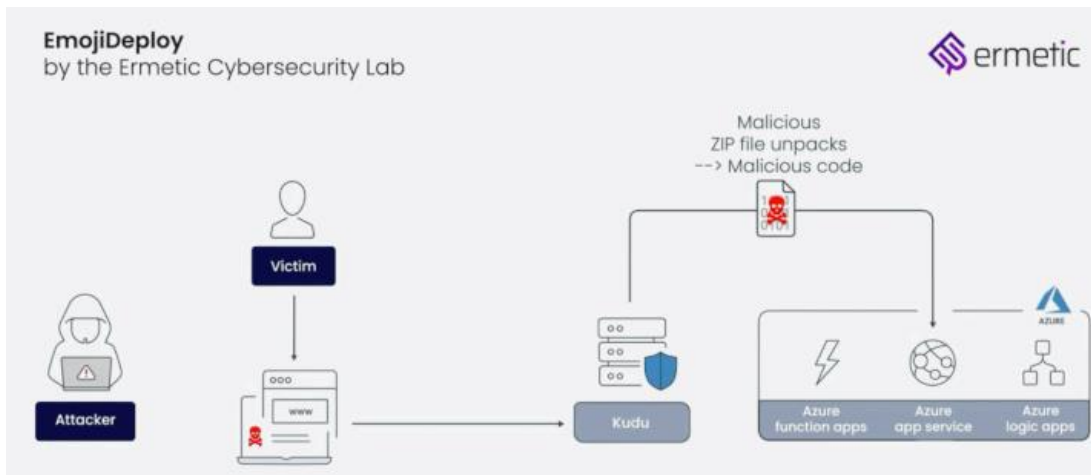 EmojiDeploy
by the Ermetic Cybersecurity Lab
ermetic
Malicious
ZIP file unpacks
--> Malicious code
Victim
AZURE
www
Attacker
Kudu
Azure
function apps
Azure
app service
Azure
logic apps